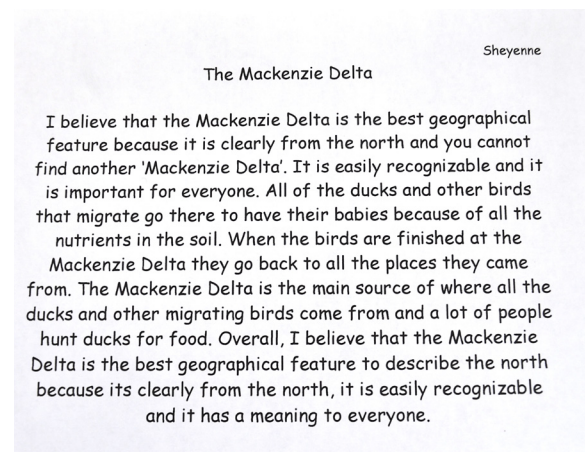 Sheyenne
The Mackenzie Delta
I believe that the Mackenzie Delta is the best geographical
feature because it is clearly from the north and you cannot
find another 'Mackenzie Delta'. It is easily recognizable and it
is important for everyone. All of the ducks and other birds
that migrate go there to have their babies because of all the
nutrients in the soil. When the birds are finished at the
Mackenzie Delta they go back to all the places they came
from. The Mackenzie Delta is the main source of where all the
ducks and other migrating birds come from and a lot of people
hunt ducks for food. Overall, I believe that the Mackenzie
Delta is the best geographical feature to describe the north
because its clearly from the north, it is easily recognizable
and it has a meaning to everyone.